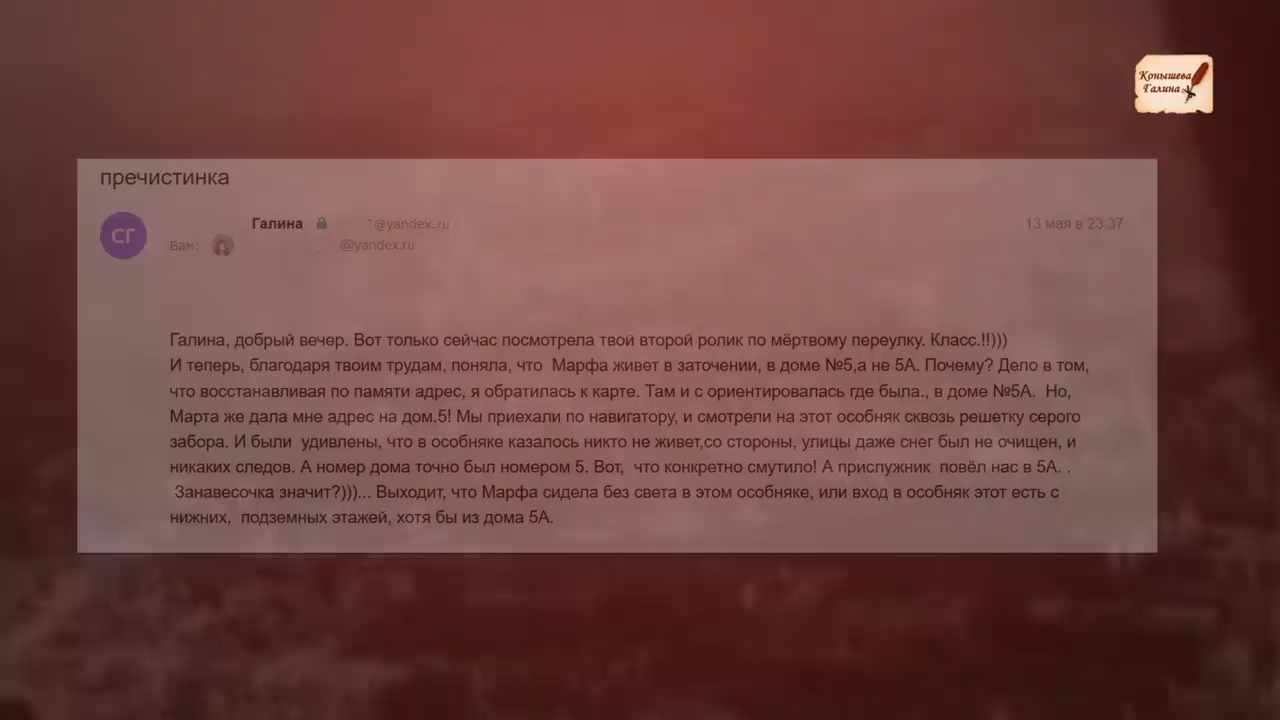 Конышева
Галина
пречистинка
СГ
Галина
@yandex.ru
13 мая в 23:37
Вам:
@yandex.ru
Галина, добрый вечер. Вот только сейчас посмотрела твой второй ролик по мёртвому переулку. Класс.!!)))
И теперь, благодаря твоим трудам, поняла, что Марфа живет в заточении, в доме №5,а не 5А. Почему? Дело в том,
что восстанавливая по памяти адрес, я обратилась к карте. Там и с ориентировалась где была., в доме №5А. Но,
Марта же дала мне адрес на дом.5! Мы приехали по навигатору, и смотрели на этот особняк сквозь решетку серого
забора. И были удивлены, что в особняке казалось никто не живет,со стороны, улицы даже снег был не очищен, и
никаких следов. А номер дома точно был номером 5. Вот, что конкретно смутило! А прислужник повёл нас в 5А. .
Занавесочка значит?)))... Выходит, что Марфа сидела без света в этом особняке, или вход в особняк этот есть с
нижних, подземных этажей, хотя бы из дома 5А.